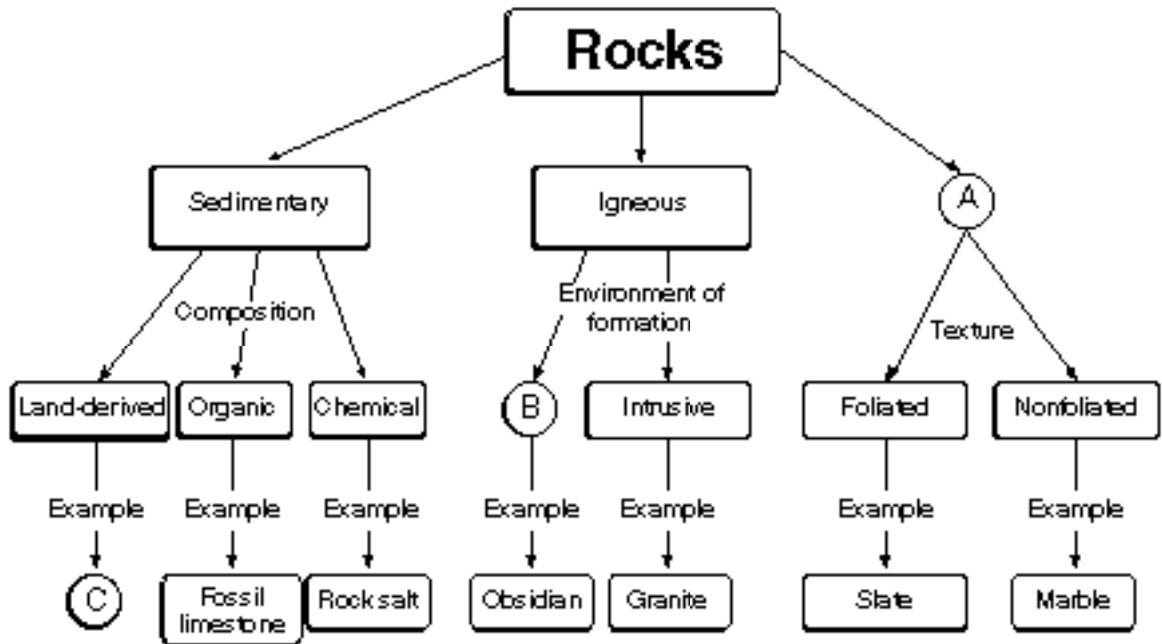 Rocks
Sedimentary
Igneous
A
Composition
Environment of
formation
Texture
Land-derived
Organic
Chemical
B
Intrusive
Foliated
Nonfoliated
Example
Example
Example
Example
Example
Example
Example
C
Fossil
limestone
Rock salt
Obsidian
Granite
Slate
Marble